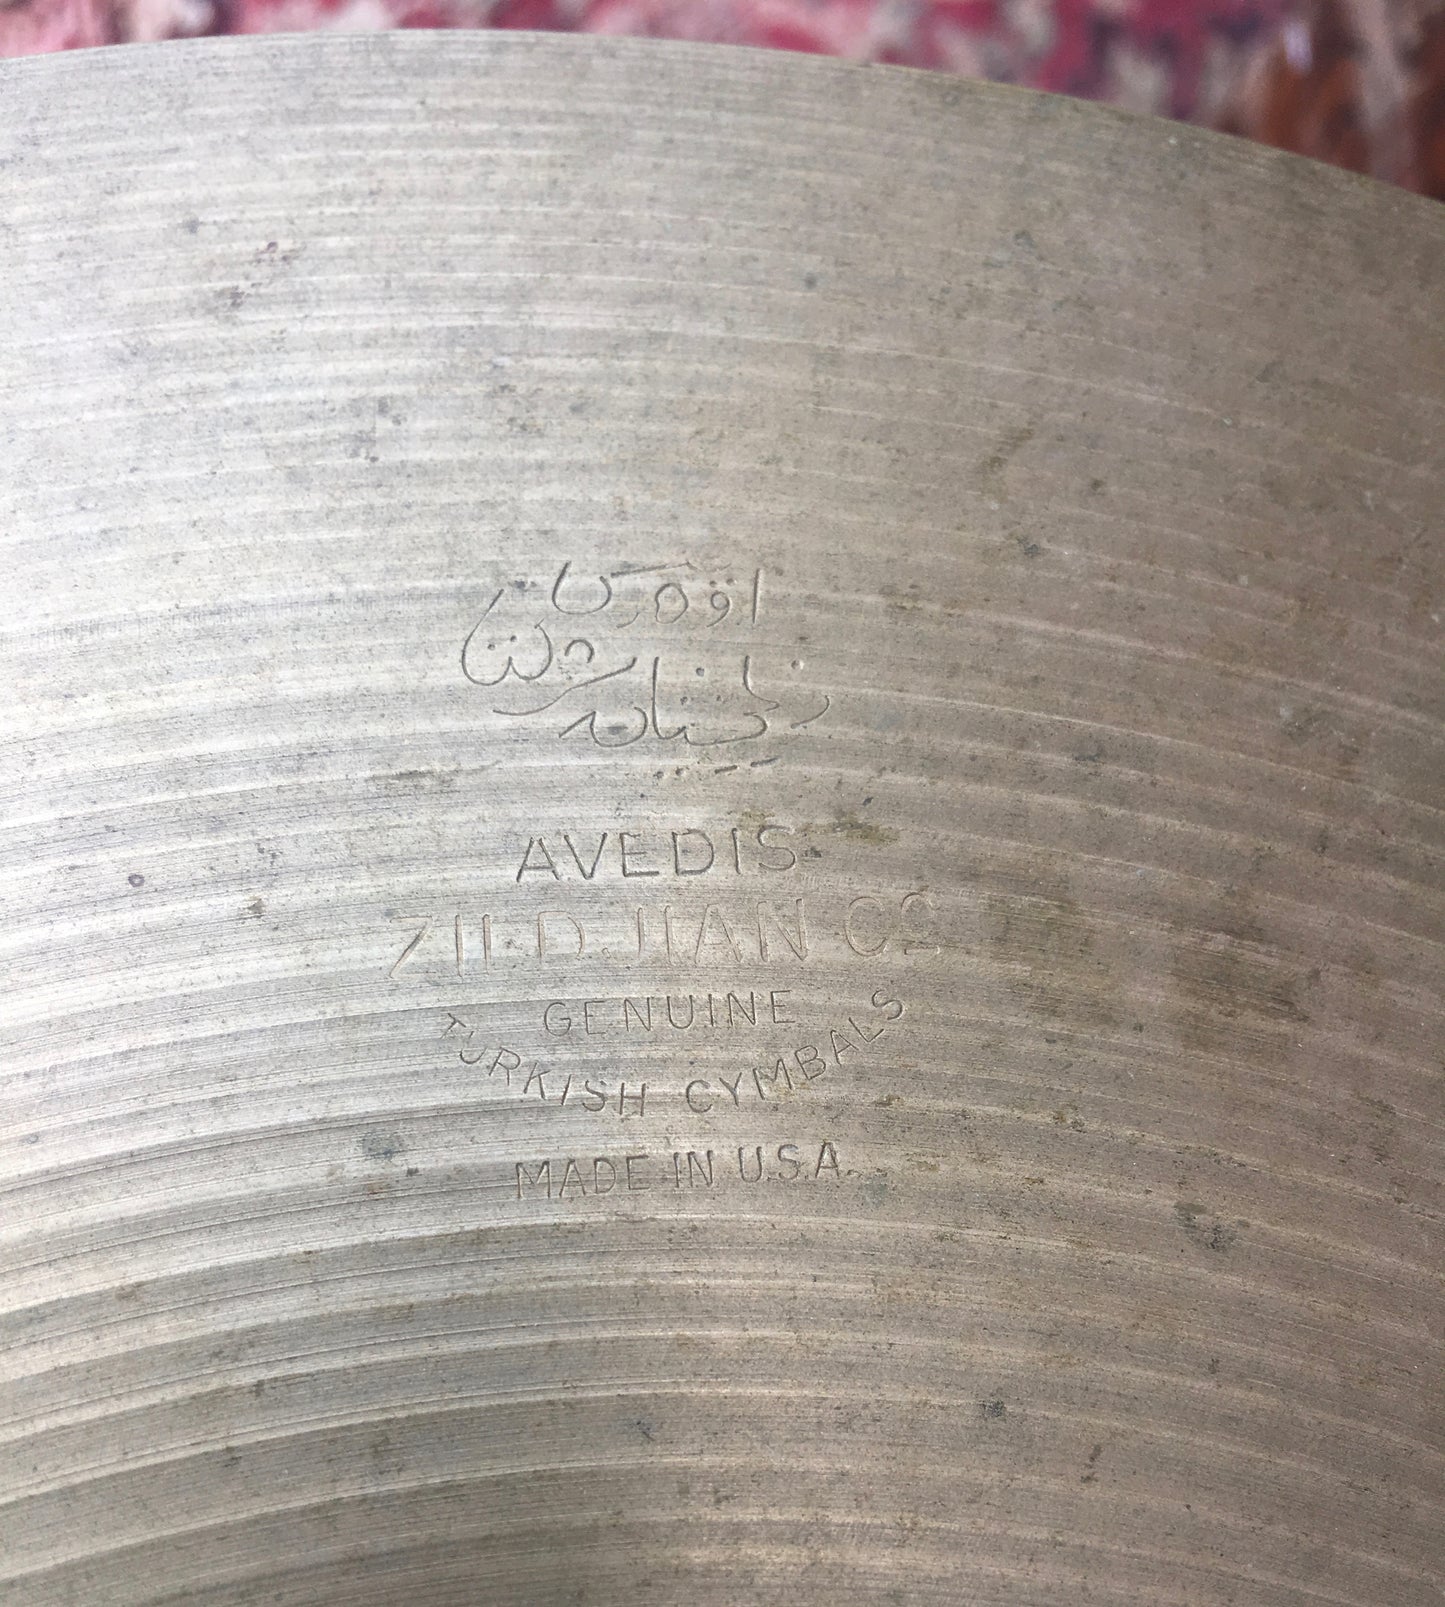 AVEDIS
ZILDJIAN CO
GENUINE
TURKISH CYMBALS
MADE IN U.S.A.